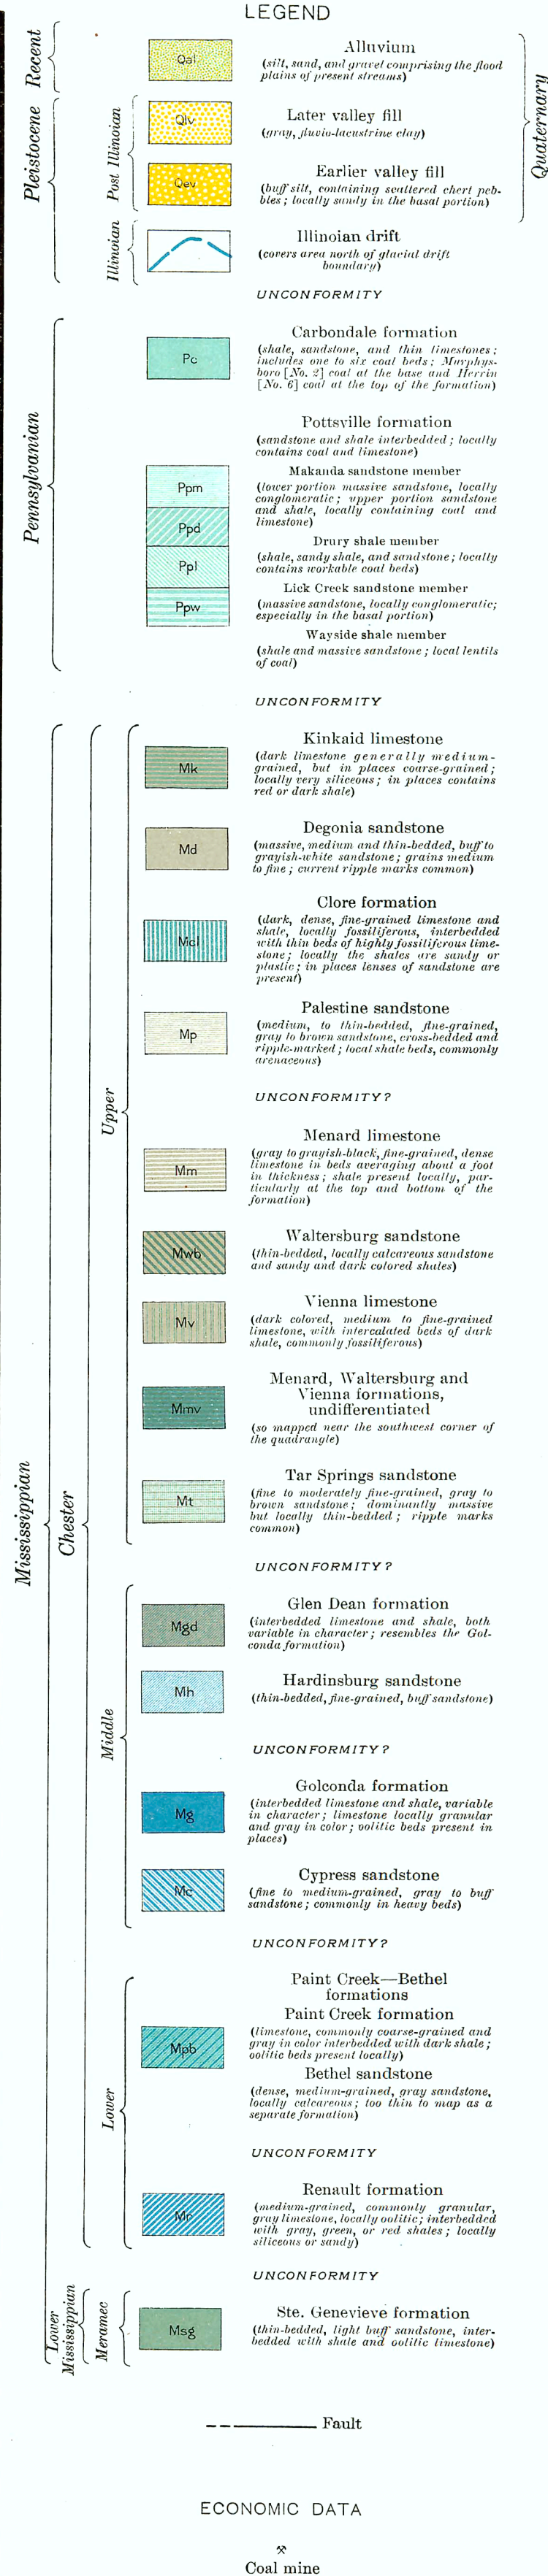 LEGEND
Recent
Qal
Alluvium
(silt, sand, and gravel comprising the flood
plains of present streams)
Quaternary
Pleistocene
Post Illinoian
Qlv
Later valley fill
(gray, fluvio-lacustrine clay)
Qev
Earlier valley fill
(buff silt, containing scattered chert peb-
bles; locally sandy in the basal portion)
Illinoian
Illinoian drift
(covers area north of glacial drift
boundary)
UNCONFORMITY
Pennsylvanian
Pc
Carbondale formation
(shale, sandstone, and thin limestones;
includes one to six coal beds; Murphys-
boro [No. 2] coal at the base and Herrin
[No. 6] coal at the top of the formation)
Pottsville formation
(sandstone and shale interbedded; locally
contains coal and limestone)
Ppm
Makanda sandstone member
(lower portion massive sandstone, locally
conglomeratic; upper portion sandstone
and shale, locally containing coal and
limestone)
Ppd
Drury shale member
(shale, sandy shale, and sandstone; locally
contains workable coal beds)
Ppl
Lick Creek sandstone member
(massive sandstone, locally conglomeratic;
especially in the basal portion)
Ppw
Wayside shale member
(shale and massive sandstone; local lentils
of coal)
UNCONFORMITY
Mississippian
Chester
Upper
Mk
Kinkaid limestone
(dark limestone generally medium-
grained, but in places coarse-grained;
locally very siliceous; in places contains
red or dark shale)
Md
Degonia sandstone
(massive, medium and thin-bedded, buff to
grayish-white sandstone; grains medium
to fine; current ripple marks common)
Mcl
Clore formation
(dark, dense, fine-grained limestone and
shale, locally fossiliferous, interbedded
with thin beds of highly fossiliferous lime-
stone; locally the shales are sandy or
plastic; in places lenses of sandstone are
present)
Mp
Palestine sandstone
(medium, to thin-bedded, fine-grained,
gray to brown sandstone, cross-bedded and
ripple-marked; local shale beds, commonly
arenaceous)
UNCONFORMITY?
Mm
Menard limestone
(gray to grayish-black, fine-grained, dense
limestone in beds averaging about a foot
in thickness; shale present locally, par-
ticularly at the top and bottom of the
formation)
Mwb
Waltersburg sandstone
(thin-bedded, locally calcareous sandstone
and sandy and dark colored shales)
Mv
Vienna limestone
(dark colored, medium to fine-grained
limestone, with intercalated beds of dark
shale, commonly fossiliferous)
Mmv
Menard, Waltersburg and
Vienna formations,
undifferentiated
(so mapped near the southwest corner of
the quadrangle)
Mt
Tar Springs sandstone
(fine to moderately fine-grained, gray to
brown sandstone; dominantly massive
but locally thin-bedded; ripple marks
common)
UNCONFORMITY?
Middle
Mgd
Glen Dean formation
(interbedded limestone and shale, both
variable in character; resembles the Gol-
conda formation)
Mh
Hardinsburg sandstone
(thin-bedded, fine-grained, buff sandstone)
UNCONFORMITY?
Mg
Golconda formation
(interbedded limestone and shale, variable
in character; limestone locally granular
and gray in color; oolitic beds present in
places)
Mc
Cypress sandstone
(fine to medium-grained, gray to buff
sandstone; commonly in heavy beds)
UNCONFORMITY?
Lower
Paint Creek—Bethel
formations
Mpb
Paint Creek formation
(limestone, commonly coarse-grained and
gray in color interbedded with dark shale;
oolitic beds present locally)
Bethel sandstone
(dense, medium-grained, gray sandstone,
locally calcareous; too thin to map as a
separate formation)
UNCONFORMITY
Mr
Renault formation
(medium-grained, commonly granular,
gray limestone, locally oolitic; interbedded
with gray, green, or red shales; locally
siliceous or sandy)
UNCONFORMITY
Lower
Mississippian
Meramec
Msg
Ste. Genevieve formation
(thin-bedded, light buff sandstone, inter-
bedded with shale and oolitic limestone)
Fault
ECONOMIC DATA
Coal mine